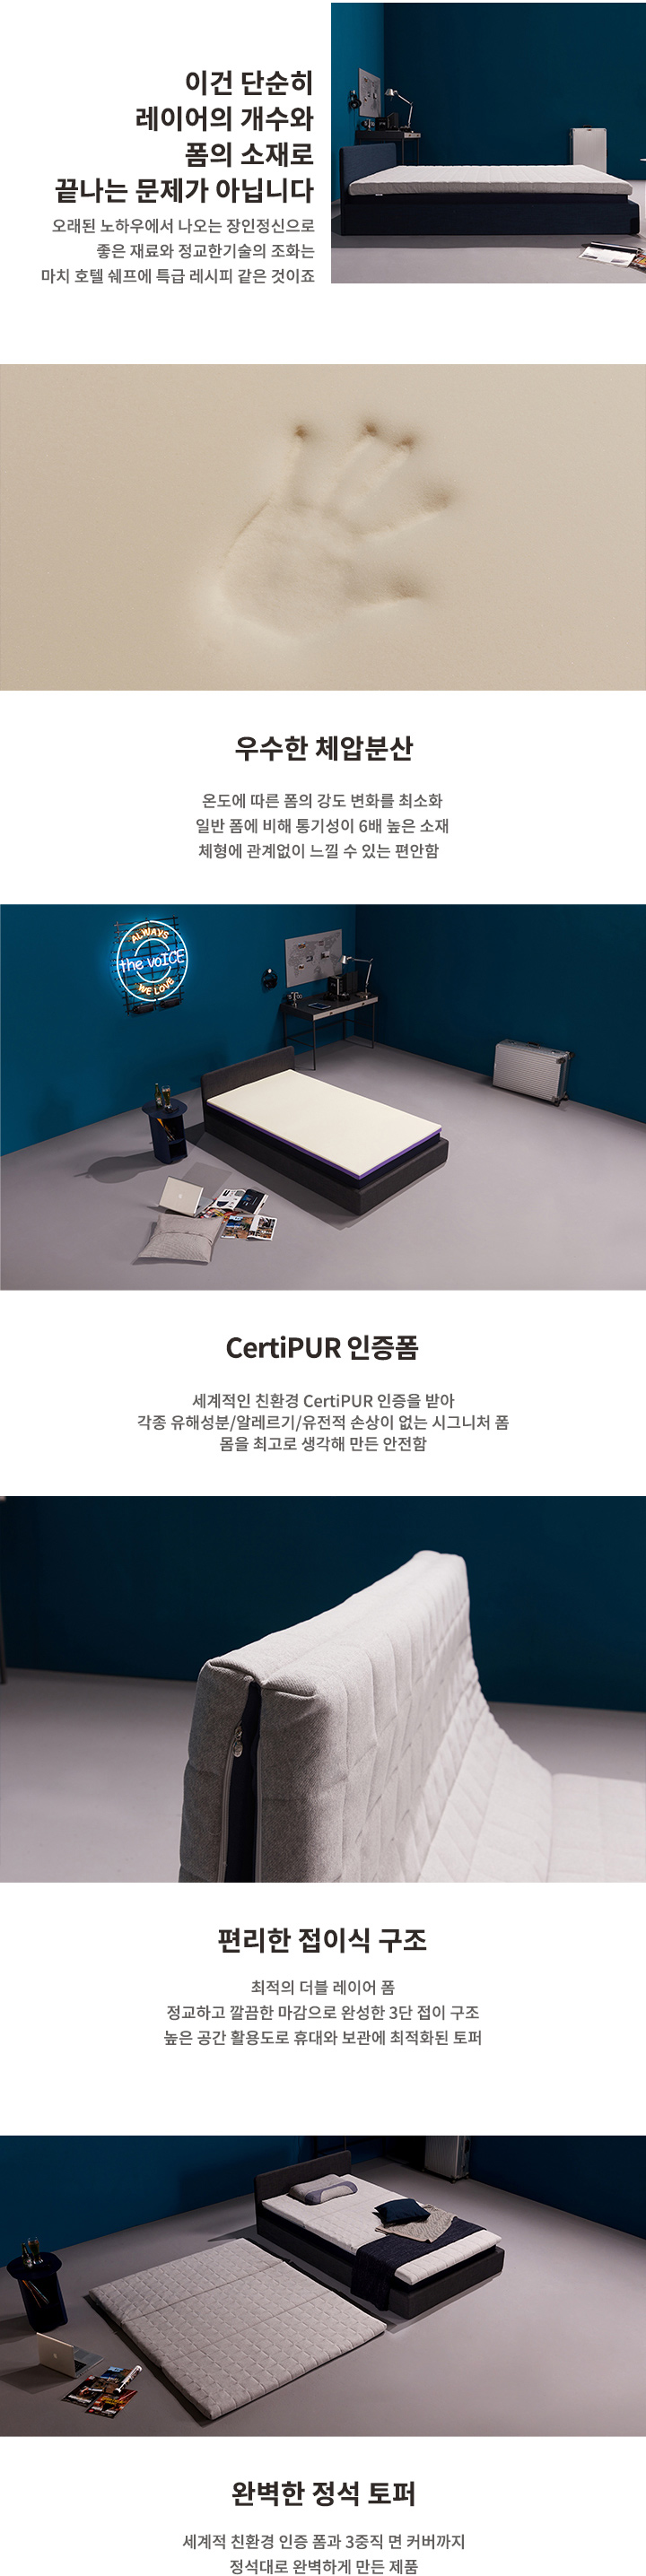 이건 단순히
레이어의 개수와
폼의 소재로
끝나는 문제가 아닙니다
오래된 노하우에서 나오는 장인정신으로
좋은 재료와 정교한기술의 조화는
마치 호텔 쉐프에 특급 레시피 같은 것이죠
우수한 체압분산
온도에 따른 폼의 강도 변화를 최소화
일반 폼에 비해 통기성이 6배 높은 소재
체형에 관계없이 느낄 수 있는 편안함
ALWAYS
the voICE
WE LOVE
CertiPUR 인증폼
세계적인 친환경 CertiPUR 인증을 받아
각종 유해성분/알레르기/유전적 손상이 없는 시그니처 폼
몸을 최고로 생각해 만든 안전함
편리한 접이식 구조
최적의 더블 레이어 폼
정교하고 깔끔한 마감으로 완성한 3단 접이 구조
높은 공간 활용도로 휴대와 보관에 최적화된 토퍼
완벽한 정석 토퍼
세계적 친환경 인증 폼과 3중직 면 커버까지
정석대로 완벽하게 만든 제품